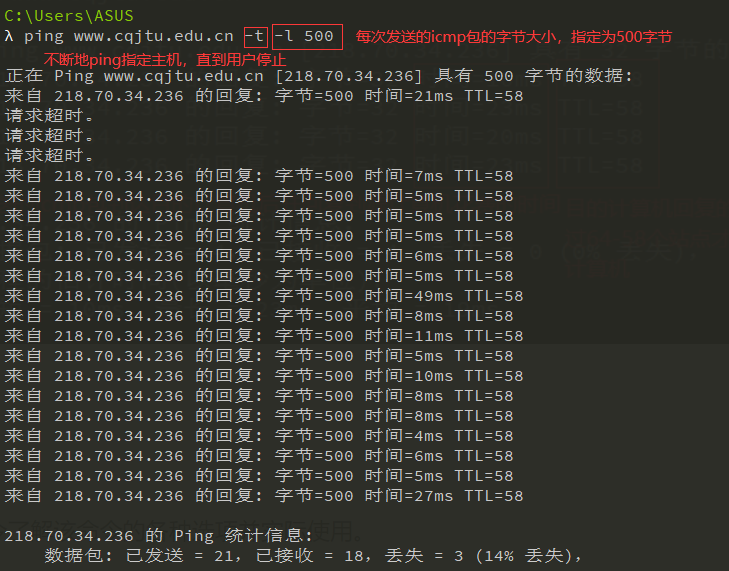 C:\Users\ASUS
λ ping www.cqjtu.edu.cn -t -l 500 每次发送的icmp包的字节大小，指定为500字节
不断地ping指定主机，直到用户停止
正在 Ping www.cqjtu.edu.cn [218.70.34.236] 具有 500 字节的数据:
来自 218.70.34.236 的回复: 字节=500 时间=21ms TTL=58
请求超时。
请求超时。
请求超时。
来自 218.70.34.236 的回复: 字节=500 时间=7ms TTL=58
来自 218.70.34.236 的回复: 字节=500 时间=5ms TTL=58
来自 218.70.34.236 的回复: 字节=500 时间=5ms TTL=58
来自 218.70.34.236 的回复: 字节=500 时间=5ms TTL=58
来自 218.70.34.236 的回复: 字节=500 时间=6ms TTL=58
来自 218.70.34.236 的回复: 字节=500 时间=5ms TTL=58
来自 218.70.34.236 的回复: 字节=500 时间=49ms TTL=58
来自 218.70.34.236 的回复: 字节=500 时间=8ms TTL=58
来自 218.70.34.236 的回复: 字节=500 时间=11ms TTL=58
来自 218.70.34.236 的回复: 字节=500 时间=5ms TTL=58
来自 218.70.34.236 的回复: 字节=500 时间=10ms TTL=58
来自 218.70.34.236 的回复: 字节=500 时间=8ms TTL=58
来自 218.70.34.236 的回复: 字节=500 时间=8ms TTL=58
来自 218.70.34.236 的回复: 字节=500 时间=4ms TTL=58
来自 218.70.34.236 的回复: 字节=500 时间=6ms TTL=58
来自 218.70.34.236 的回复: 字节=500 时间=5ms TTL=58
来自 218.70.34.236 的回复: 字节=500 时间=27ms TTL=58
218.70.34.236 的 Ping 统计信息:
数据包: 已发送 = 21，已接收 = 18，丢失 = 3 (14% 丢失)，